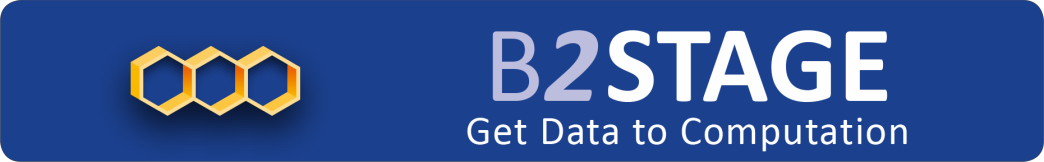 B2STAGE
Get Data to Computation